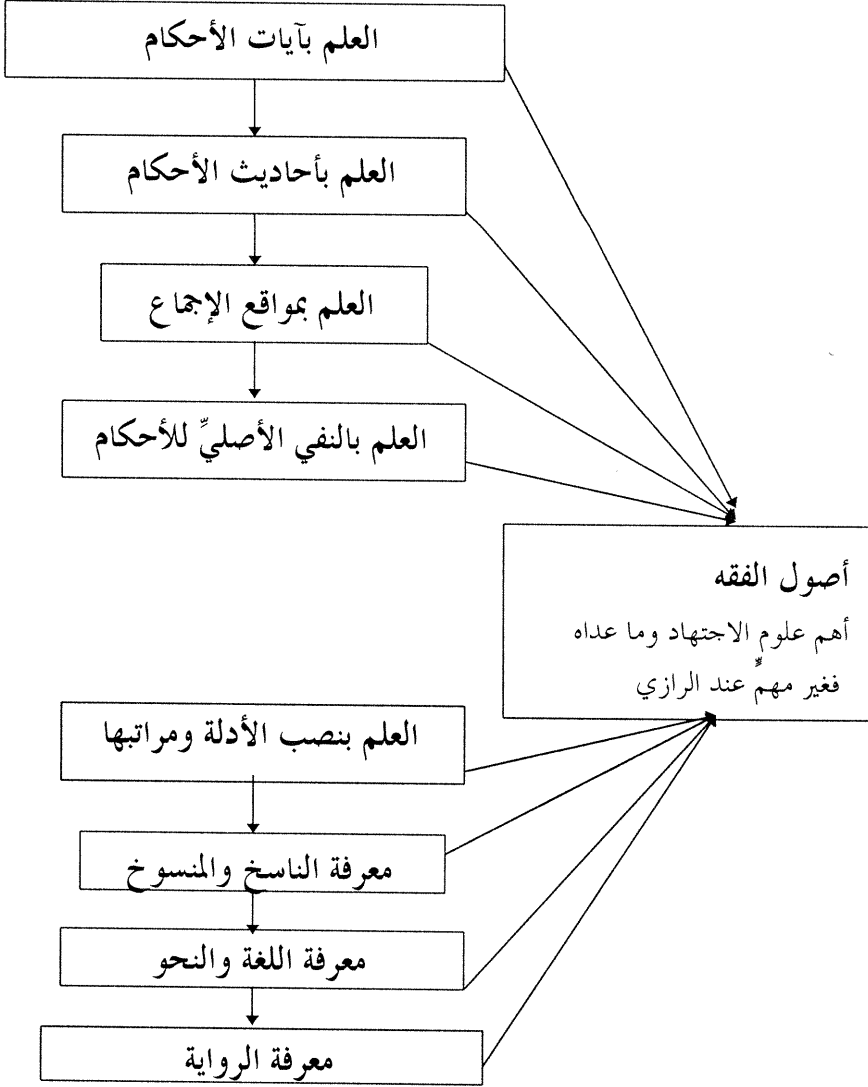 العلم بآيات الأحكام
العلم بأحاديث الأحكام
العلم بمواقع الإجماع
العلم بالنفي الأصليِّ للأحكام
أصول الفقه
أهم علوم الاجتهاد وما عداه
فغير مهمٍّ عند الرازي
العلم بنصب الأدلة ومراتبها
معرفة الناسخ والمنسوخ
معرفة اللغة والنحو
معرفة الرواية